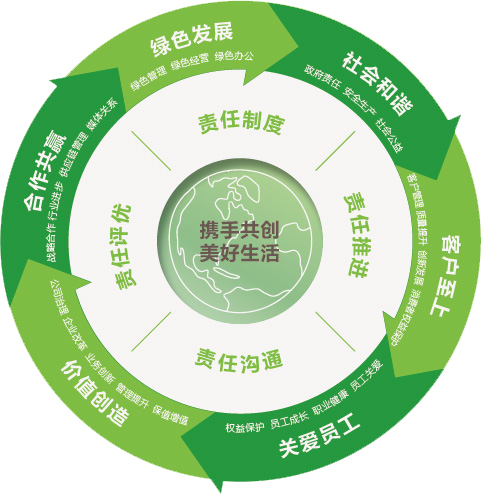 绿色发展
绿色管理 绿色经营 绿色办公
社会和谐
政府责任 安全生产 社会公益
客户至上
客户管理 质量提升 创新发展 消费者权益保护
关爱员工
权益保护 员工成长 职业健康 员工关爱
价值创造
公司治理 党纪引领 业务创新 管理提升 保值增值
合作共赢
战略合作 行业进步 供应链管理 媒体关系
责任制度
责任推进
责任沟通
责任评优
携手共创
美好生活